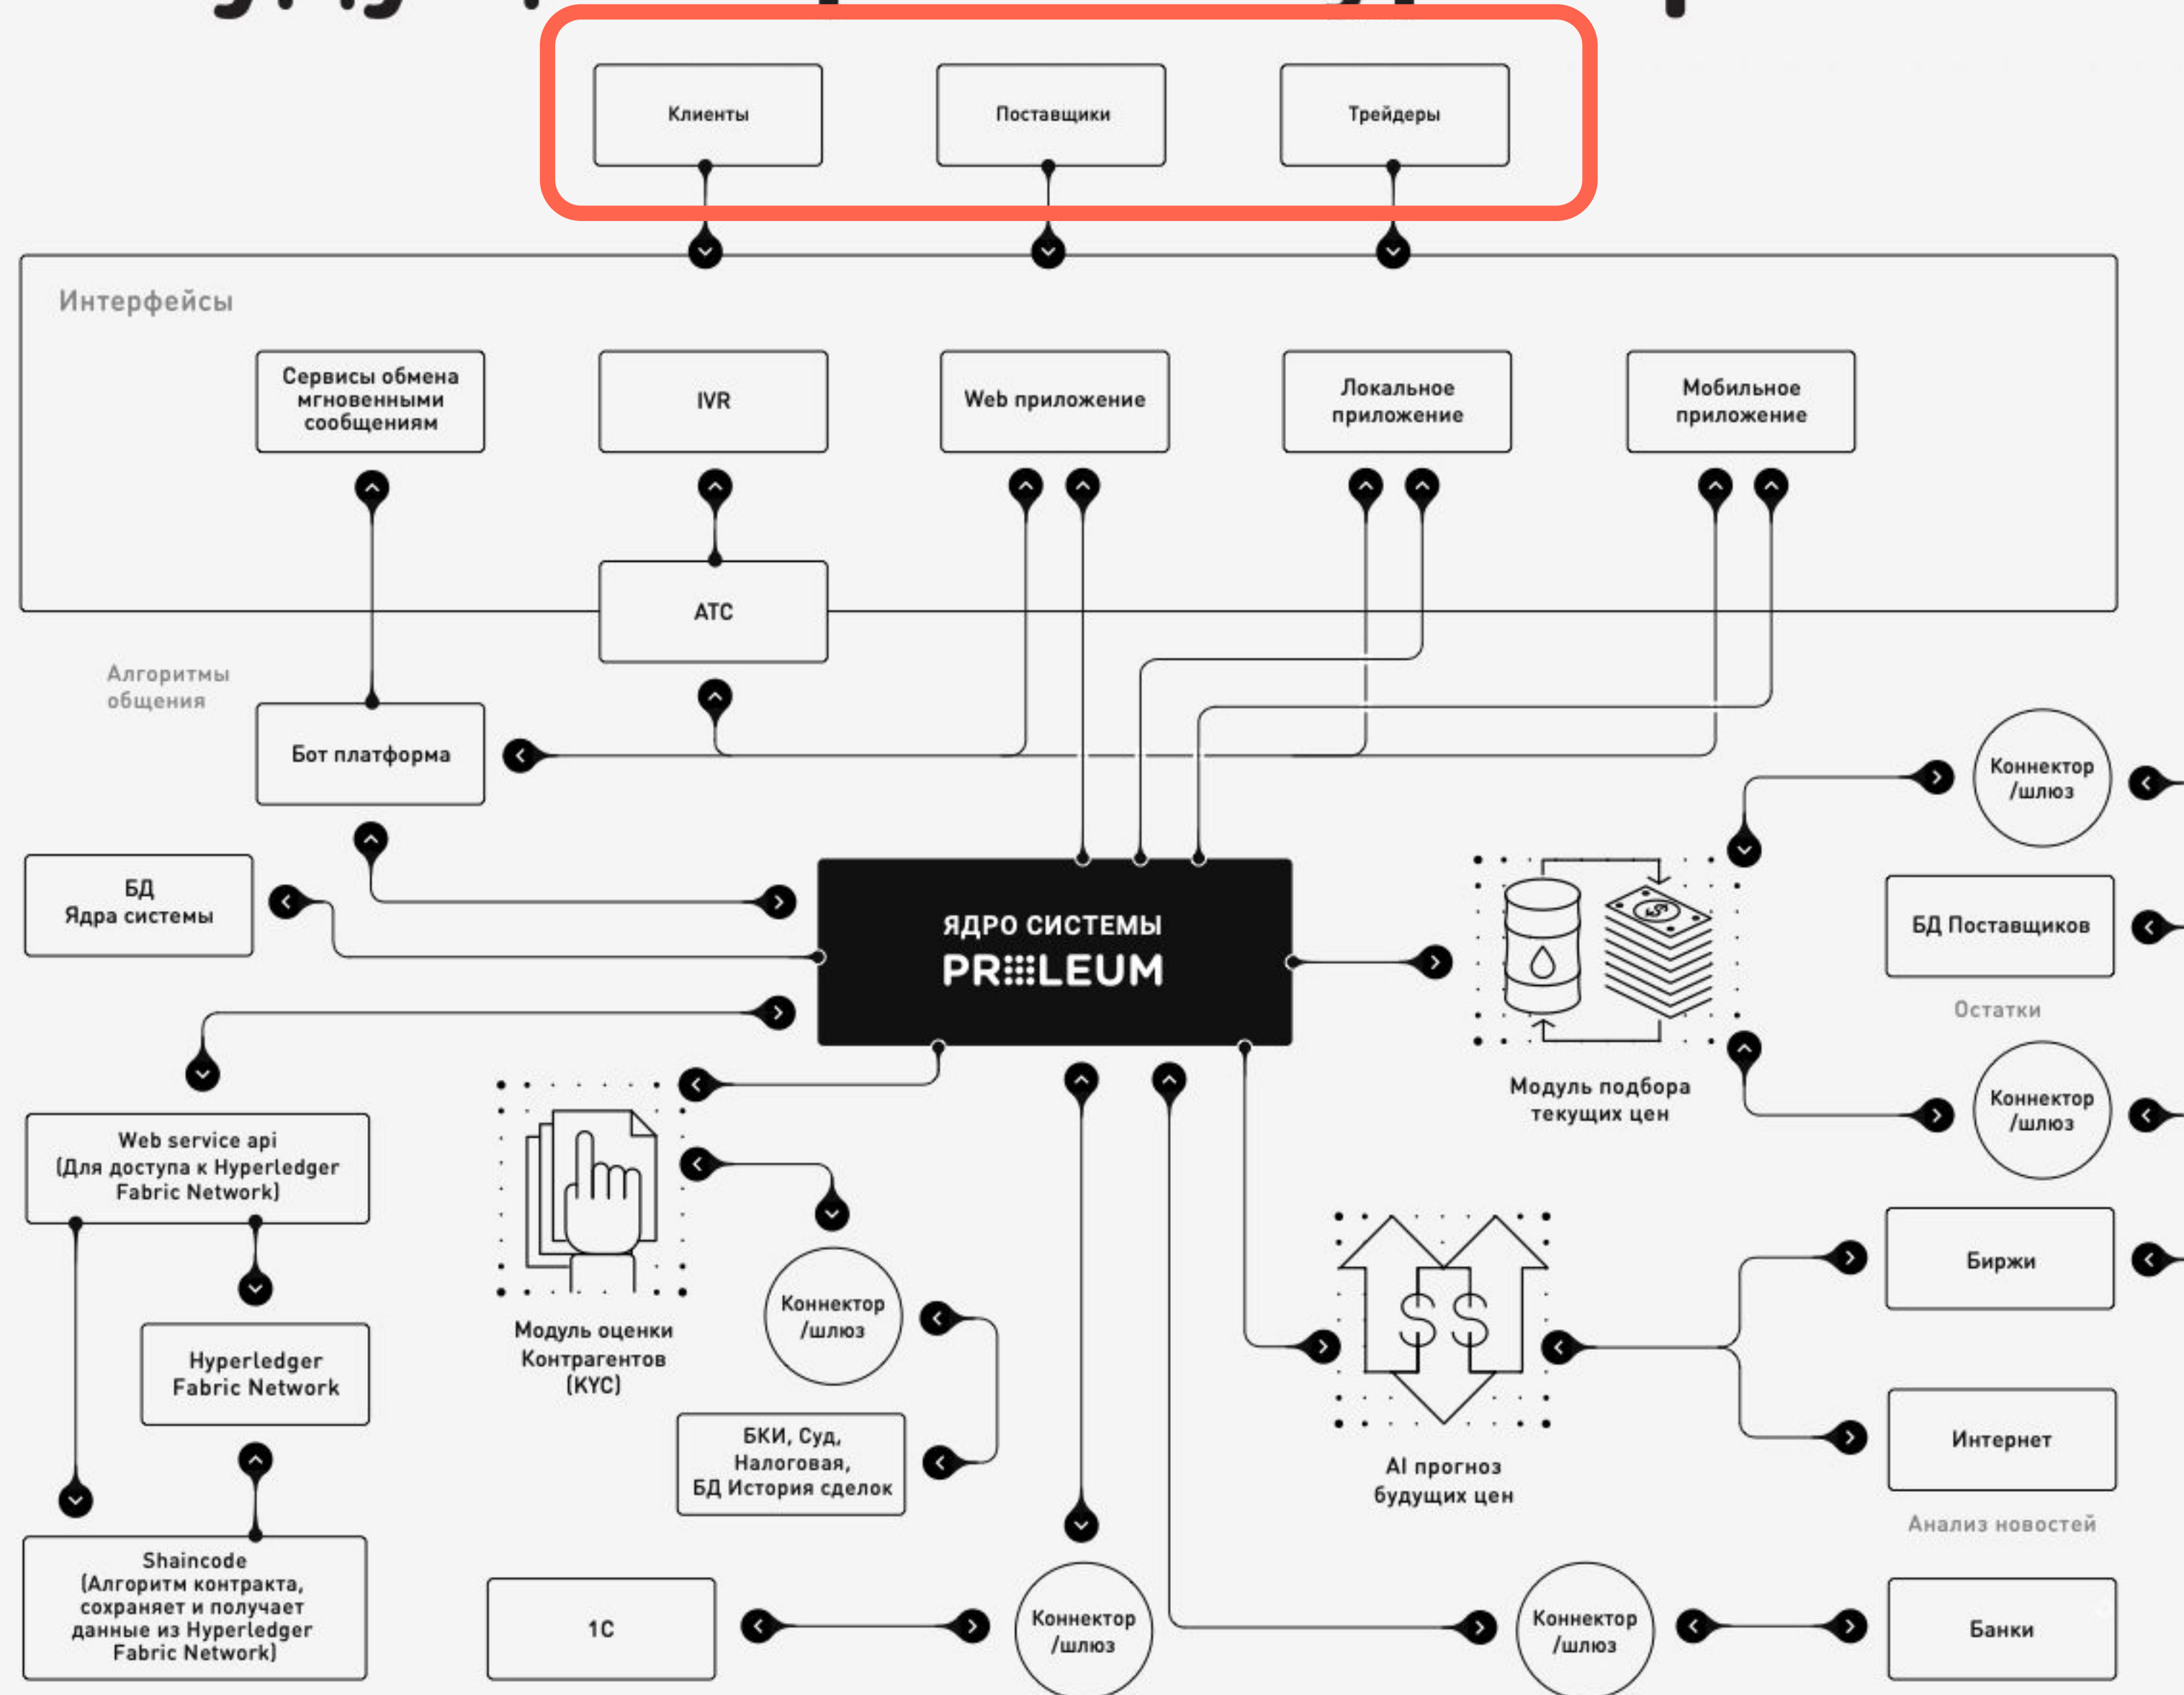 Клиенты
Поставщики
Трейдеры
Интерфейсы
Сервисы обмена
мгновенными
сообщениям
IVR
Web приложение
Локальное
приложение
Мобильное
приложение
АТС
Алгоритмы
общения
Бот платформа
Коннектор
/шлюз
БД
Ядра системы
ЯДРО СИСТЕМЫ
PROLEUM
БД Поставщиков
Остатки
Модуль подбора
текущих цен
Коннектор
/шлюз
Web service api
(Для доступа к Hyperledger
Fabric Network)
Hyperledger
Fabric Network
Модуль оценки
Контрагентов
(KYC)
Коннектор
/шлюз
Биржи
БКИ, Суд,
Налоговая,
БД История сделок
AI прогноз
будущих цен
Интернет
Анализ новостей
Shaincode
(Алгоритм контракта,
сохраняет и получает
данные из Hyperledger
Fabric Network)
1С
Коннектор
/шлюз
Коннектор
/шлюз
Банки